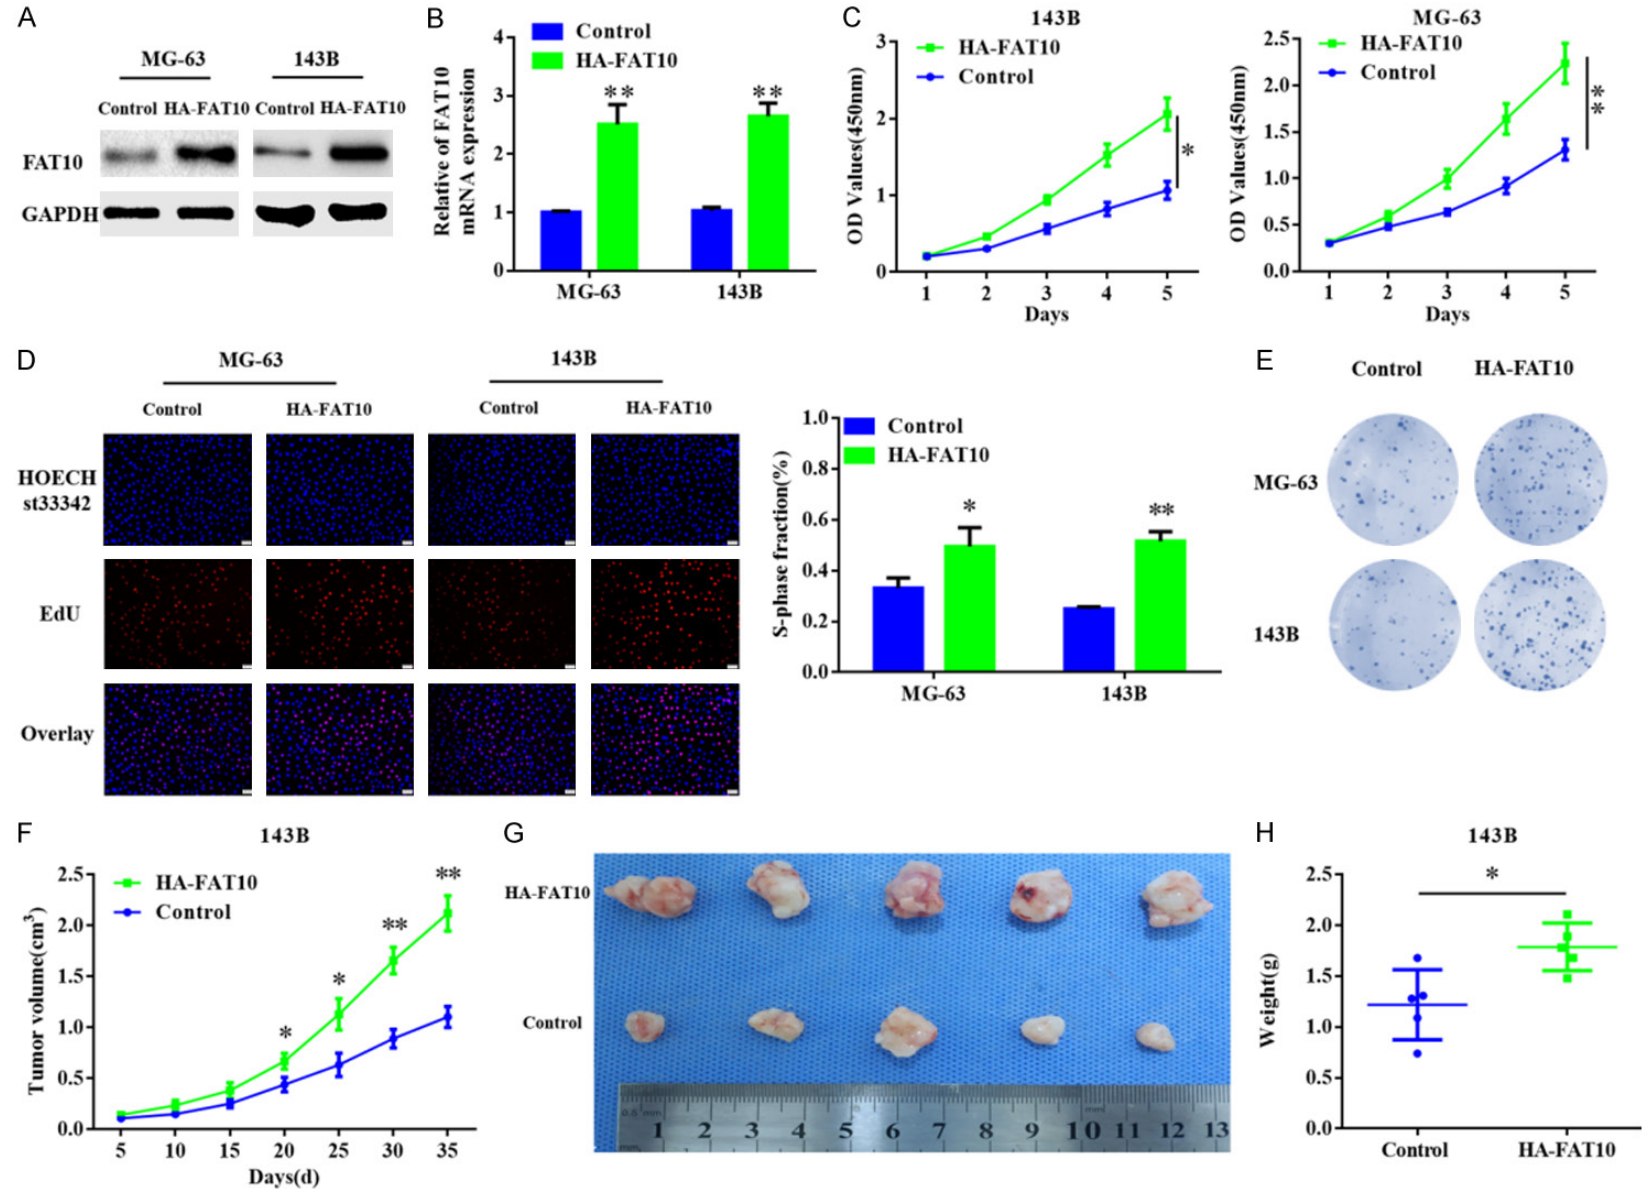 A
MG-63 143B
Control HA-FAT10 Control HA-FAT10
FAT10
GAPDH
B
Relative of FAT10
mRNA expression
4
3
2
1
0
Control
HA-FAT10
** **
MG-63 143B
C
143B
OD Values(450nm)
3
2
1
0
HA-FAT10
Control
*
1 2 3 4 5
Days
MG-63
OD Values(450nm)
2.5
2.0
1.5
1.0
0.5
0.0
HA-FAT10
Control
**
1 2 3 4 5
Days
D
MG-63 143B
Control HA-FAT10 Control HA-FAT10
HOECH
st33342
EdU
Overlay
S-phase fraction(%)
1.0
0.8
0.6
0.4
0.2
0.0
Control
HA-FAT10
* **
MG-63 143B
E
Control HA-FAT10
MG-63
143B
F
143B
Tumor volume(cm3)
2.5
2.0
1.5
1.0
0.5
0.0
HA-FAT10
Control
* * ** **
5 10 15 20 25 30 35
Days(d)
G
HA-FAT10
Control
0.5 mm mm
1 2 3 4 5 6 7 8 9 10 11 12 13
H
143B
Weight(g)
2.5
2.0
1.5
1.0
0.5
0.0
*
Control HA-FAT10